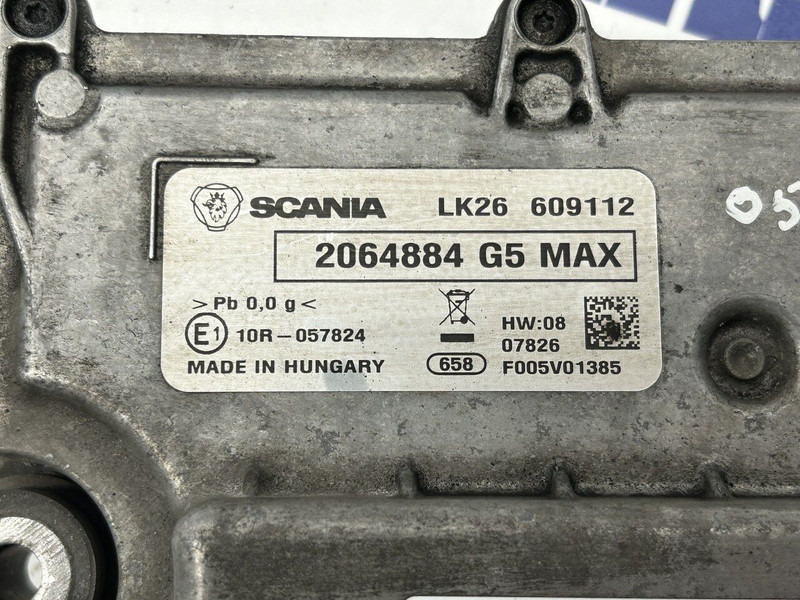 SCANIA LK26 609112
2064884 G5 MAX
>Pb 0,0 g<
E1 10R-057824
HW:08
07826
MADE IN HUNGARY 658 F005V01385
05